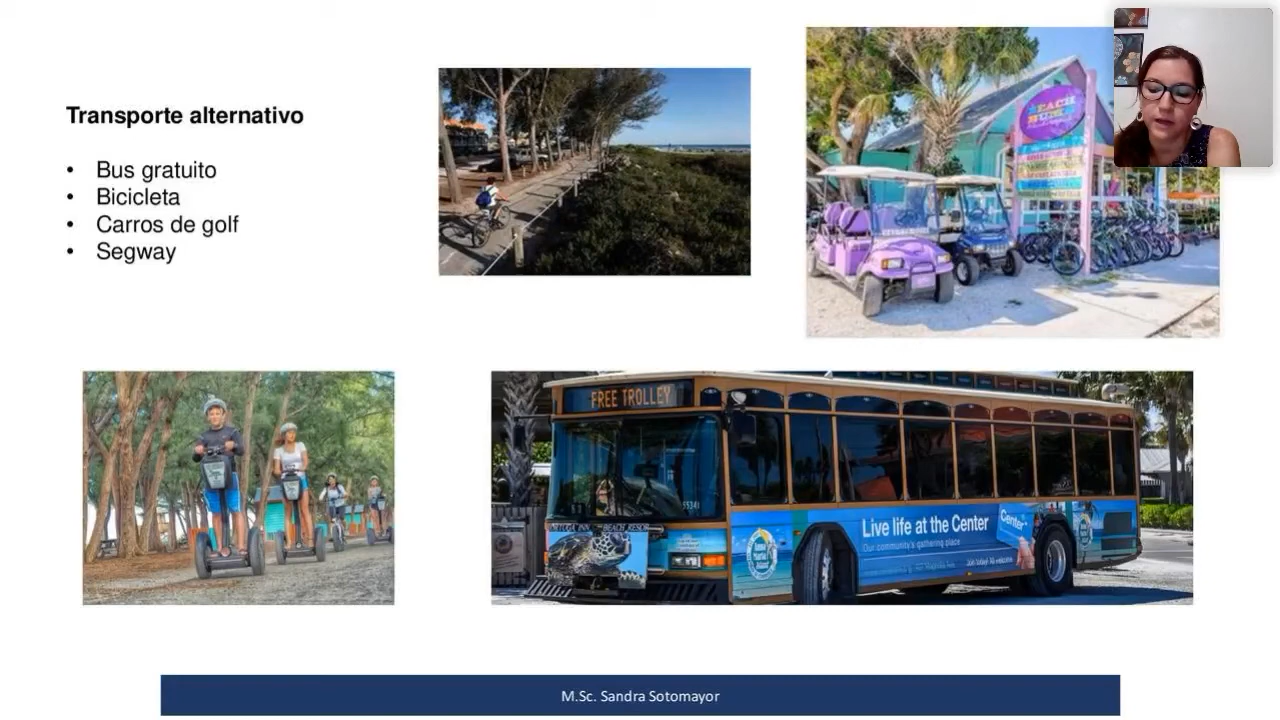 Transporte alternativo
• Bus gratuito
• Bicicleta
• Carros de golf
• Segway
BEACH
BUMS
FREE TROLLEY
Live life at the Center
Our community's gathering place
Center
M.Sc. Sandra Sotomayor